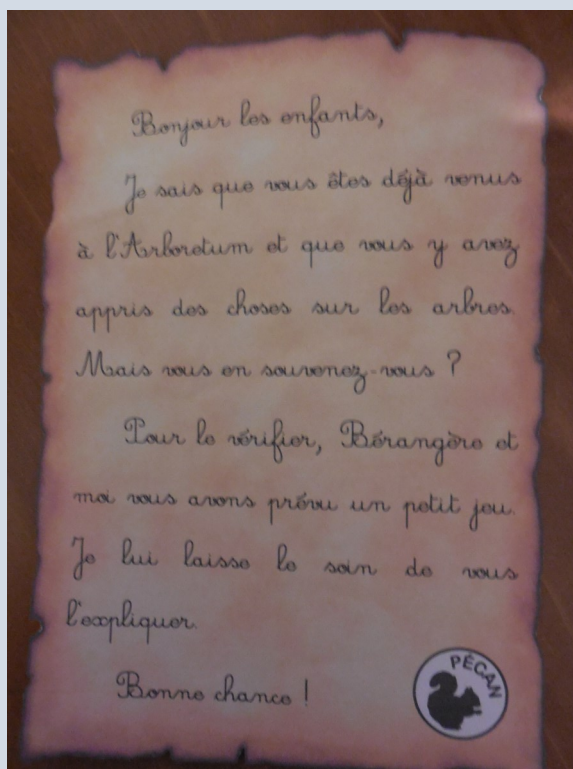 Bonjour les enfants,
Je sais que vous êtes déjà venus
à l'Arboretum et que vous y avez
appris des choses sur les arbres.
Mais vous en souvenez-vous ?
Pour le vérifier, Bérangère et
moi vous avons prévu un petit jeu.
Je lui laisse le soin de vous
l'expliquer.
Bonne chance !
PÉCAN